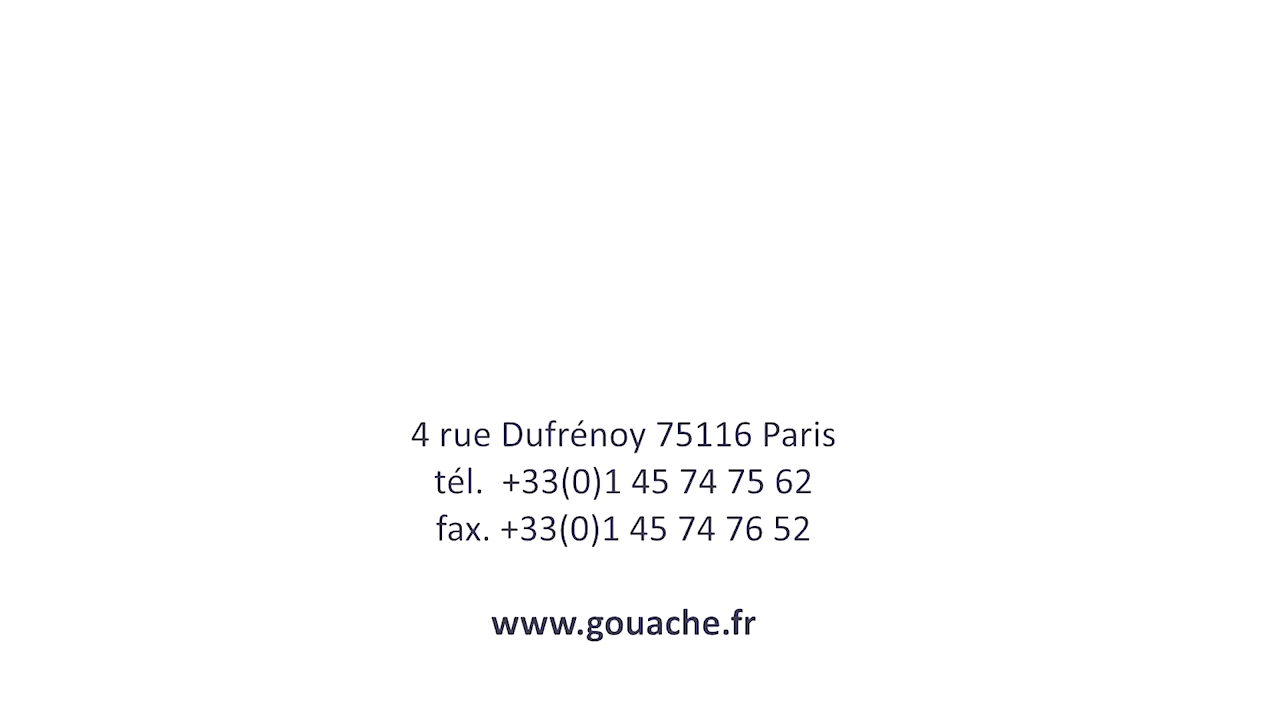 4 rue Dufrénoy 75116 Paris
tél.  +33(0)1 45 74 75 62
fax. +33(0)1 45 74 76 52
www.gouache.fr